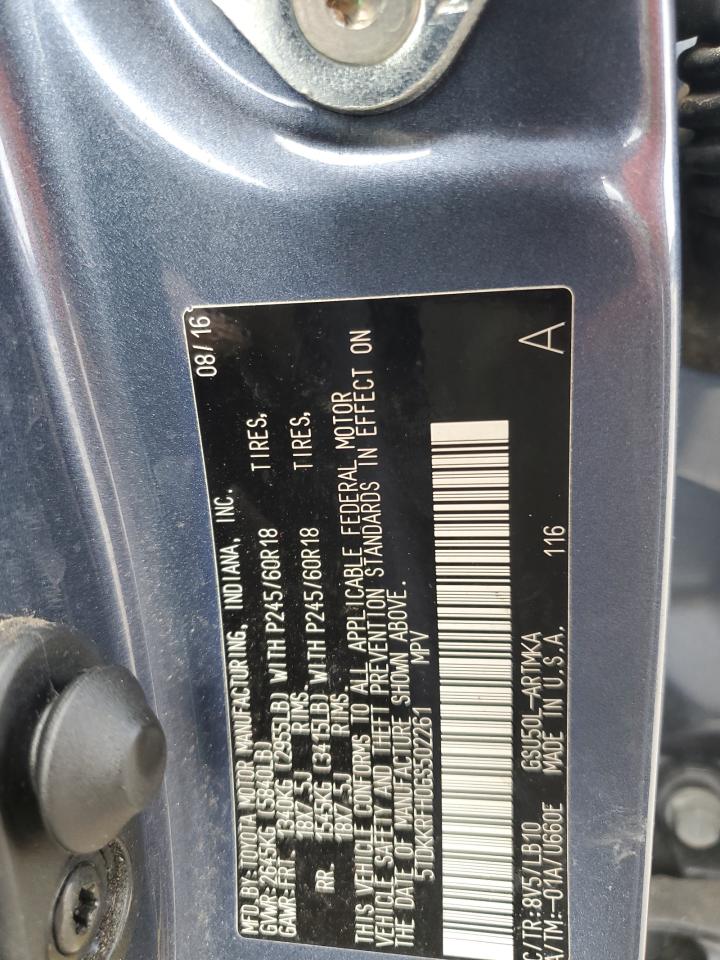 MFD.BY:TOYOTA MOTOR MANUFACTURING, INDIANA, INC. 08/16
GVWR:2653KG (5840LB)
GAWR:FRT. 1340KG (2955LB) WITH P245/60R18 TIRES,
18X7.5J RIMS.
RR. 1555KG (3415LB) WITH P245/60R18 TIRES,
18X7.5J RIMS.
THIS VEHICLE CONFORMS TO ALL APPLICABLE FEDERAL MOTOR
VEHICLE SAFETY AND THEFT PREVENTION STANDARDS IN EFFECT ON
THE DATE OF MANUFACTURE SHOWN ABOVE.
5TDKKRFH0GS502261 MPV
C/TR:8V5/LB10 GSU50L-ARTMKA
A/TM:-01A/U660E MADE IN U.S.A. 116 A